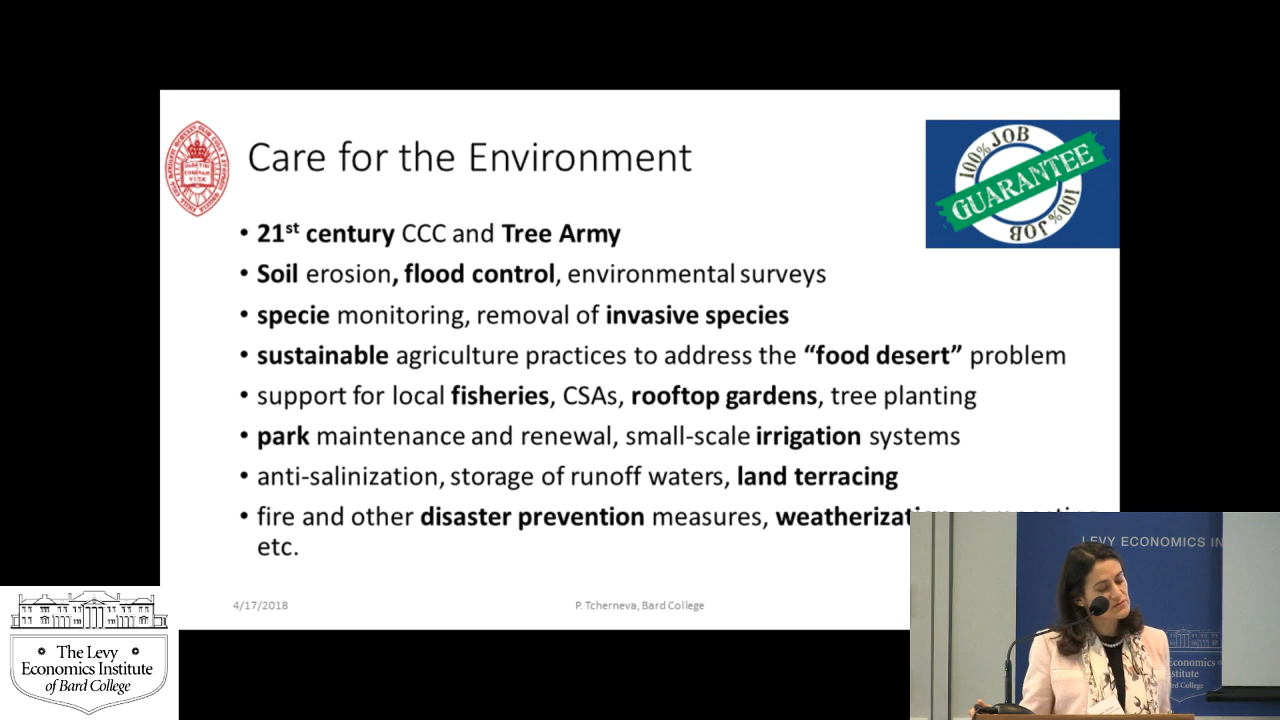 Care for the Environment
100% JOB
GUARANTEE
100% JOB
• 21st century CCC and Tree Army
• Soil erosion, flood control, environmental surveys
• specie monitoring, removal of invasive species
• sustainable agriculture practices to address the “food desert” problem
• support for local fisheries, CSAs, rooftop gardens, tree planting
• park maintenance and renewal, small-scale irrigation systems
• anti-salinization, storage of runoff waters, land terracing
• fire and other disaster prevention measures,
etc.
4/17/2018
P. Tcherneva, Bard College
LEVY ECONOMICS IN
The Levy
Economics Institute
of Bard College